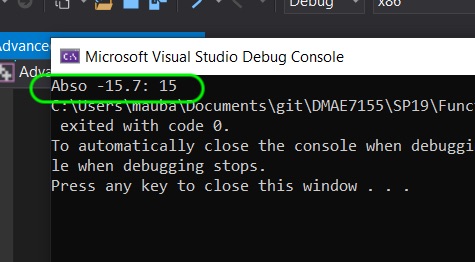 Debug
x86
Advanced
Microsoft Visual Studio Debug Console
Adva
Abso -15.7: 15
C:\Users\mauba\Documents\git\DMAE7155\SP19\Func
exited with code 0.
To automatically close the console when debuggi
le when debugging stops.
Press any key to close this window . . .